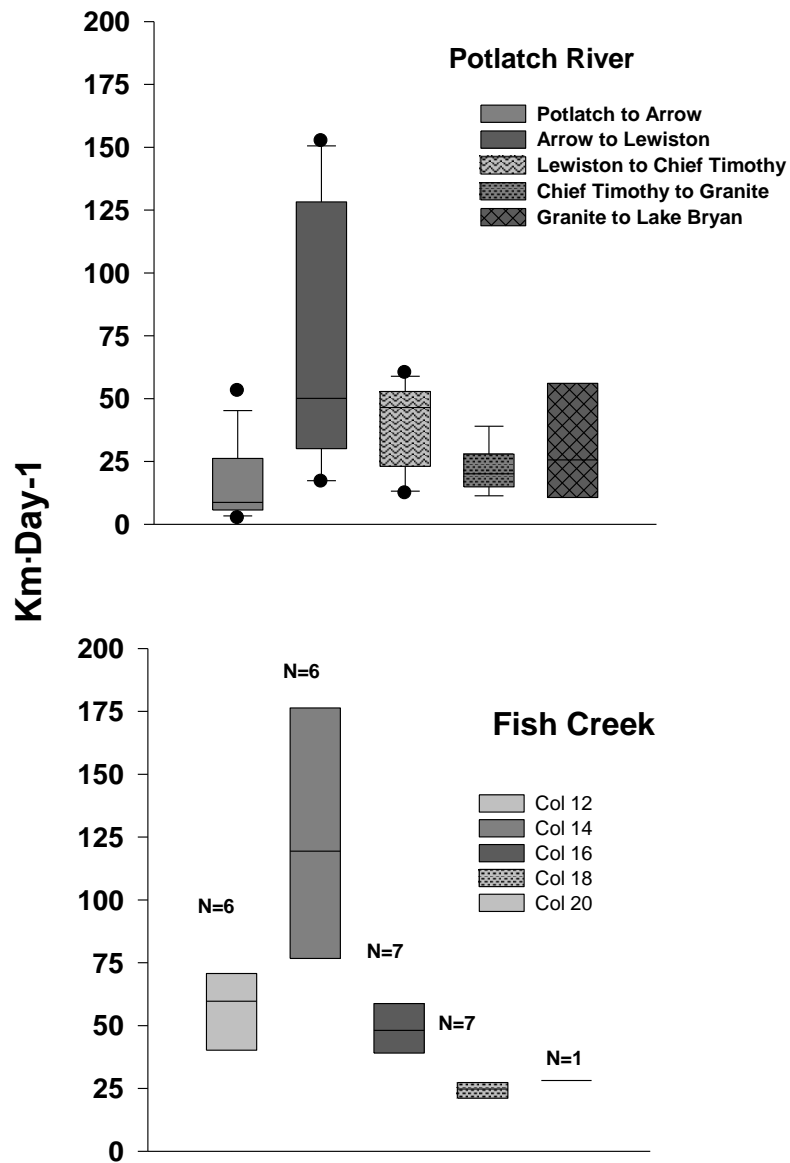 Km·Day-1
200
175
150
125
100
75
50
25
0
Potlatch River
Potlatch to Arrow
Arrow to Lewiston
Lewiston to Chief Timothy
Chief Timothy to Granite
Granite to Lake Bryan
200
175
150
125
100
75
50
25
0
N=6
N=6
N=7
N=7
N=1
Fish Creek
Col 12
Col 14
Col 16
Col 18
Col 20